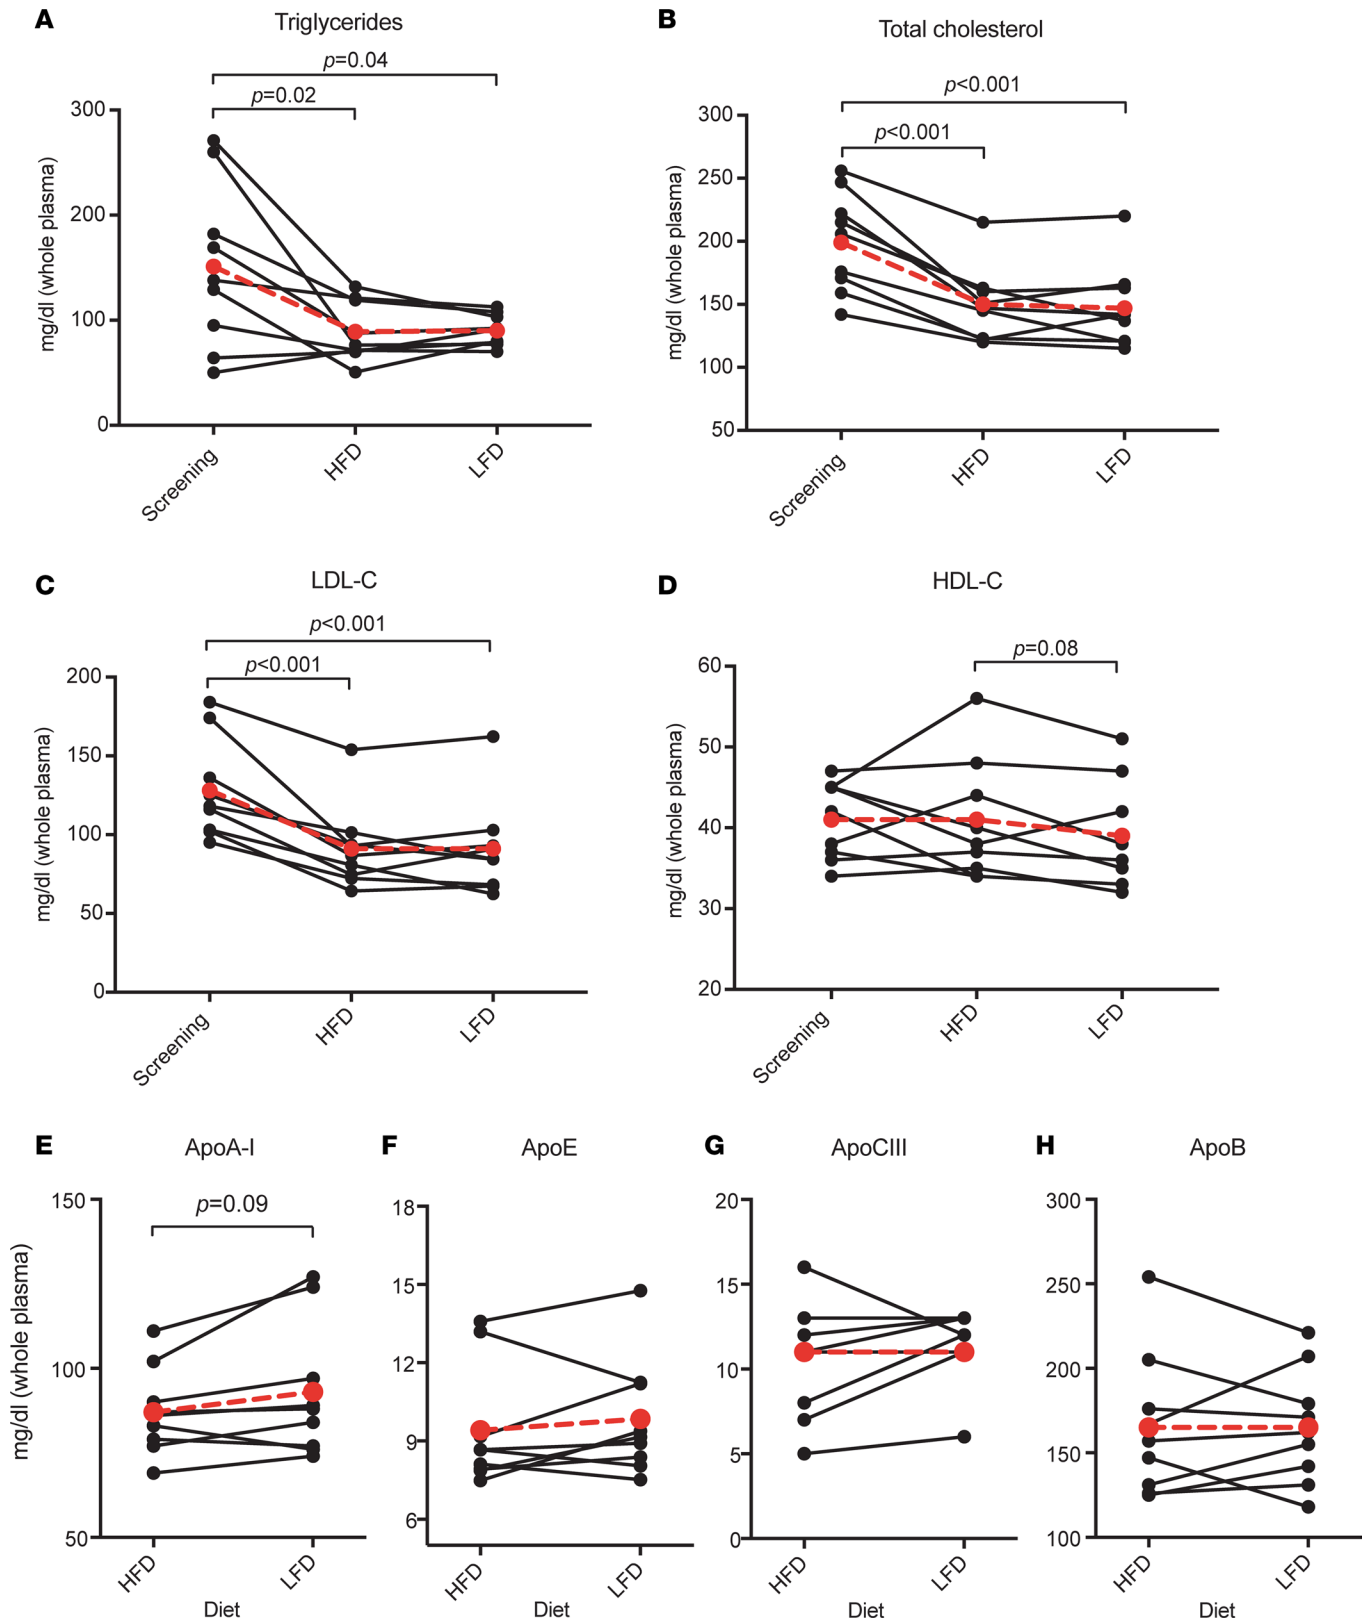 A
Triglycerides
p=0.04
p=0.02
300
200
100
0
mg/dl (whole plasma)
Screening
HFD
LFD
B
Total cholesterol
p<0.001
p<0.001
300
250
200
150
100
50
mg/dl (whole plasma)
Screening
HFD
LFD
C
LDL-C
p<0.001
p<0.001
200
150
100
50
0
mg/dl (whole plasma)
Screening
HFD
LFD
D
HDL-C
p=0.08
60
50
40
30
20
mg/dl (whole plasma)
Screening
HFD
LFD
E
ApoA-I
p=0.09
150
100
50
mg/dl (whole plasma)
HFD
LFD
Diet
F
ApoE
18
15
12
9
6
HFD
LFD
Diet
G
ApoCIII
20
15
10
5
0
HFD
LFD
Diet
H
ApoB
300
250
200
150
100
HFD
LFD
Diet